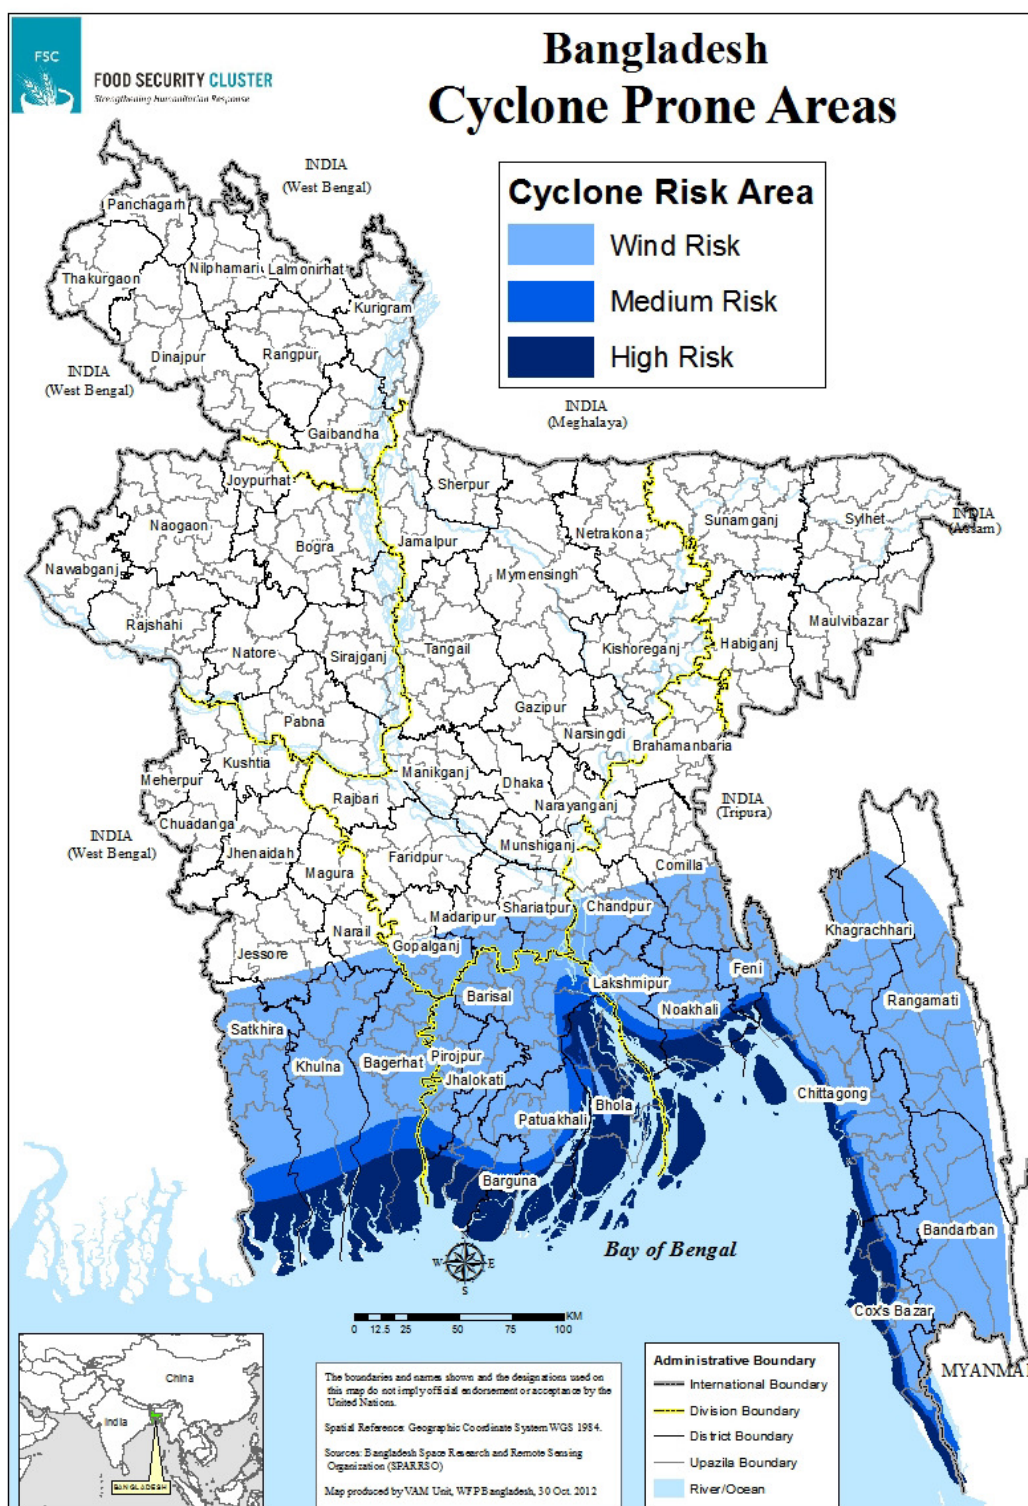 FSC
FOOD SECURITY CLUSTER
Strengthening Humanitarian Response
Bangladesh
Cyclone Prone Areas
Cyclone Risk Area
Wind Risk
Medium Risk
High Risk
INDIA
(West Bengal)
Panchagarh
Thakurgaon
Nilphamari
Lalmonirhat
Kurigram
Dinajpur
Rangpur
INDIA
(West Bengal)
INDIA
(Meghalaya)
Gaibandha
Joypurhat
Sherpur
Naogaon
Bogra
Jamalpur
Netrakona
Sunamganj
Sylhet
INDIA
(Assam)
Nawabganj
Mymensingh
Rajshahi
Natore
Sirajganj
Tangail
Kishoreganj
Habiganj
Maulvibazar
Pabna
Gazipur
Narsingdi
Brahamanbaria
Kushtia
Meherpur
Manikganj
Dhaka
Rajbari
Narayanganj
INDIA
(Tripura)
Chuadanga
INDIA
(West Bengal)
Jhenaidah
Magura
Faridpur
Munshiganj
Comilla
Shariatpur
Chandpur
Madaripur
Narail
Gopalganj
Jessore
Khagrachhari
Feni
Lakshmipur
Barisal
Noakhali
Rangamati
Satkhira
Khulna
Bagerhat
Pirojpur
Jhalokati
Chittagong
Patuakhali
Bhola
Barguna
Bandarban
Bay of Bengal
W
E
S
Cox's Bazar
KM
0 12.5 25 50 75 100
MYANMAR
China
India
BANGLADESH
The boundaries and names shown and the designations used on
this map do not imply official endorsement or acceptance by the
United Nations.
Spatial Reference: Geographic Coordinate System WGS 1984.
Sources: Bangladesh Space Research and Remote Sensing
Organization (SPARRSO)
Map produced by VAM Unit, WFP Bangladesh, 30 Oct. 2012
Administrative Boundary
International Boundary
Division Boundary
District Boundary
Upazila Boundary
River/Ocean